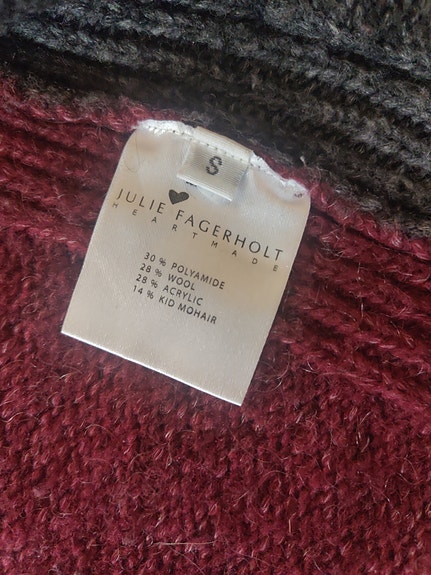 S
JULIE FAGERHOLT
HEARTMADE
30 % POLYAMIDE
28 % WOOL
28 % ACRYLIC
14 % KID MOHAIR